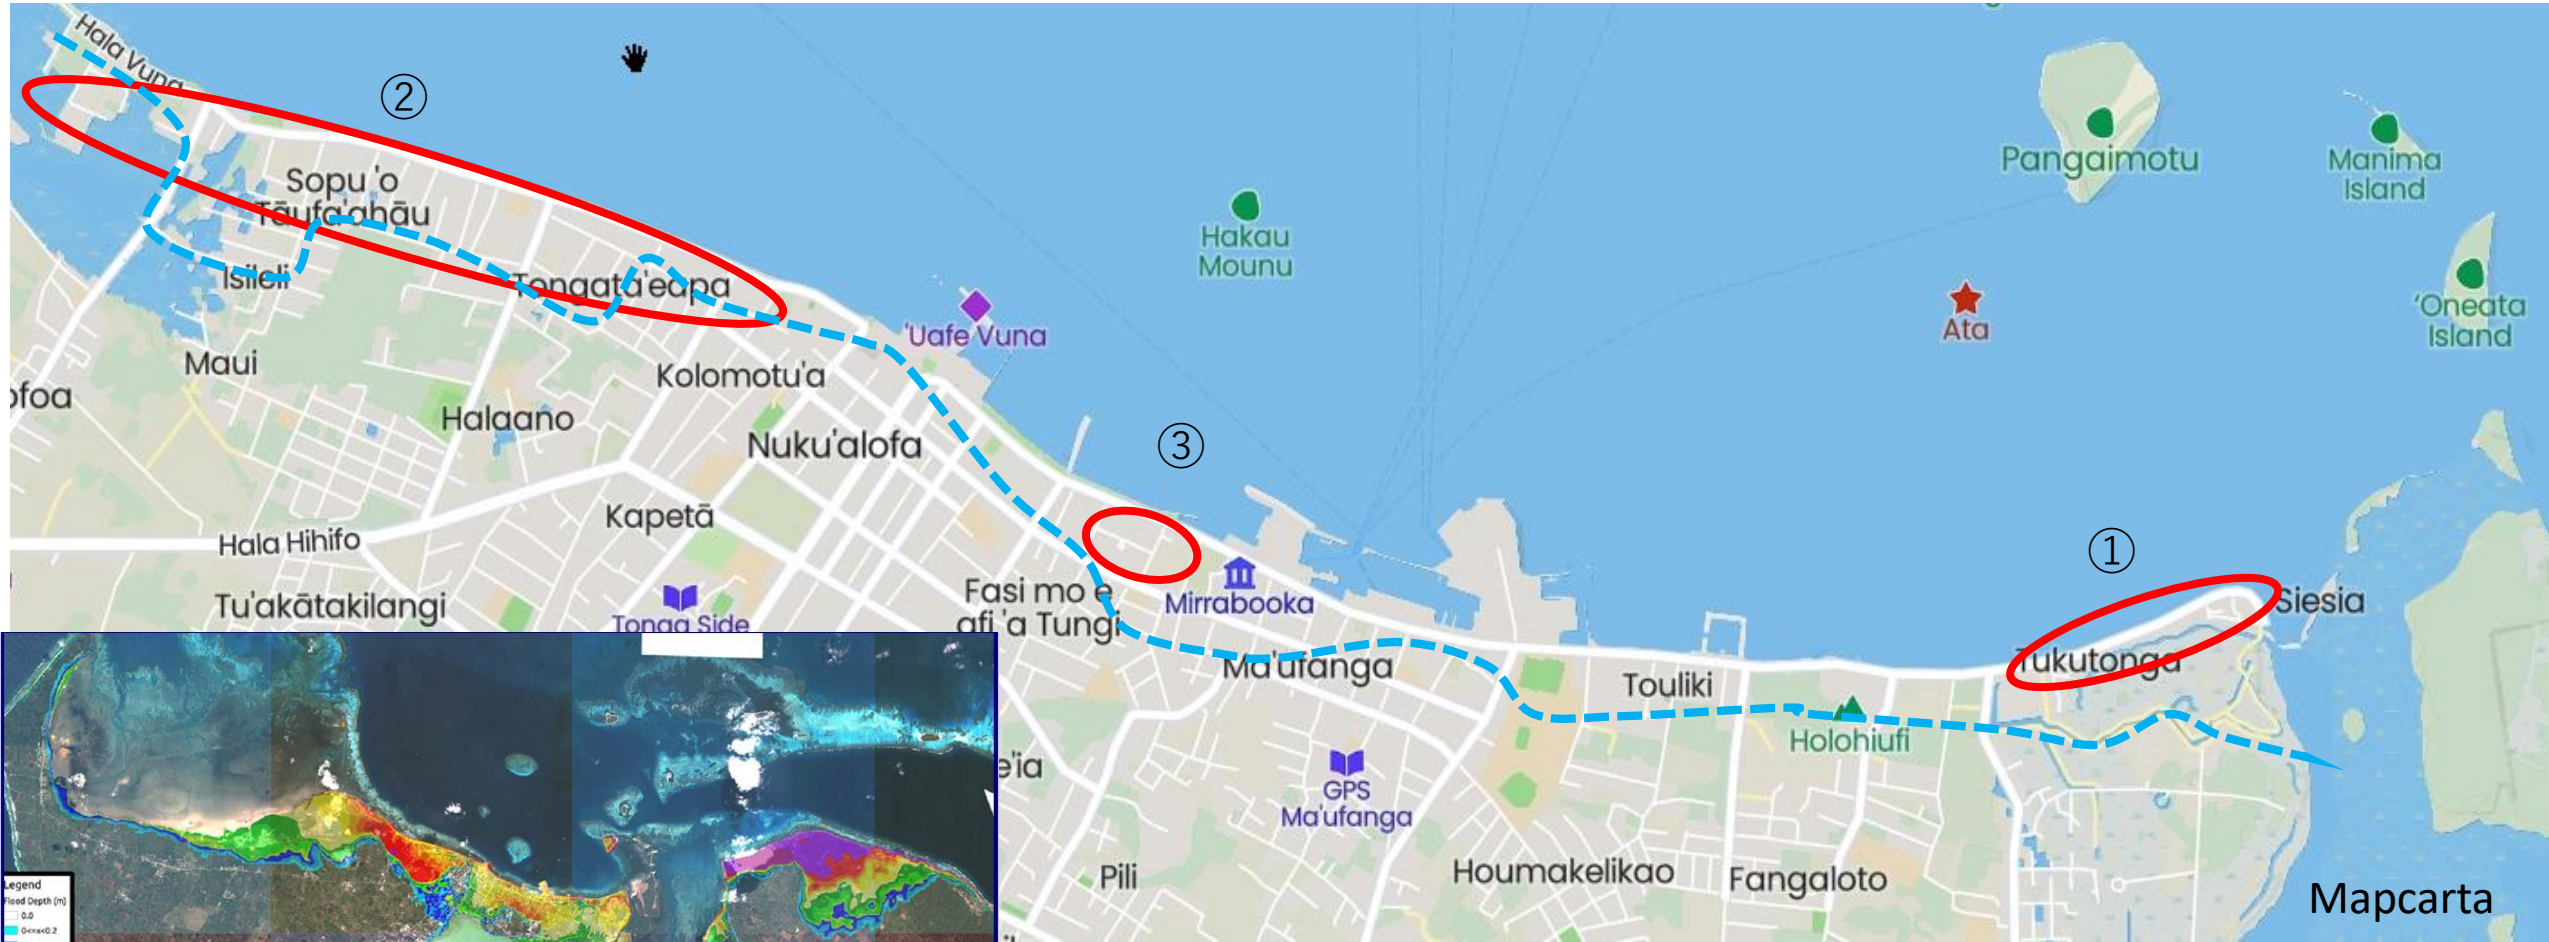 Hala Vuna
②
Sopu 'o
Tāufa'ahāu
Isileli
Tongata'eapa
Maui
ofoa
Halaano
Kolomotu'a
Nuku'alofa
Kapetā
Hala Hihifo
Tu'akātakilangi
Tonga Side
'Uafe Vuna
Hakau
Mounu
Pangaimotu
Manima
Island
'Oneata
Island
Ata
③
Fasi mo e
afi 'a Tungi
Mirrabooka
Ma'ufanga
①
Siesia
Tukutonga
Touliki
Holohiufi
e'ia
GPS
Ma'ufanga
Pili
Houmakelikao
Fangaloto
Mapcarta
Legend
Flood Depth (m)
0.0
0<=x<0.2